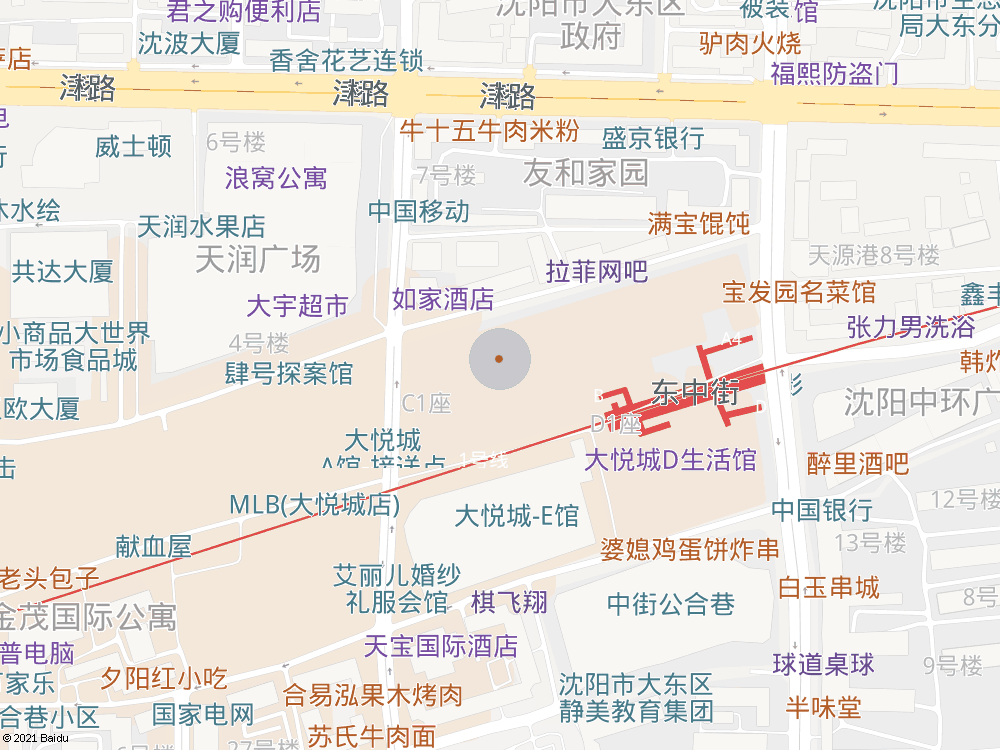 君之购便利店
沈阳市大东区
政府
被装馆
局大东分
沈波大厦
香舍花艺连锁
驴肉火烧
福熙防盗门
津路
津路
津路
牛十五牛肉米粉
盛京银行
威士顿
6号楼
7号楼
友和家园
浪窝公寓
中国移动
天润水果店
满宝馄饨
天润广场
天源港8号楼
共达大厦
拉菲网吧
大宇超市
如家酒店
宝发园名菜馆
张力男洗浴
小商品大世界
市场食品城
4号楼
肆号探案馆
A4
东中街
C1座
B
D1座
欧大厦
沈阳中环广
大悦城
A馆-接送点
1号线
大悦城D生活馆
醉里酒吧
MLB(大悦城店)
大悦城-E馆
中国银行
12号楼
献血屋
婆媳鸡蛋饼炸串
13号楼
老头包子
艾丽儿婚纱
礼服会馆
棋飞翔
中街公合巷
白玉串城
8号
金茂国际公寓
普电脑
天宝国际酒店
球道桌球
9号楼
家乐
夕阳红小吃
合易泓果木烤肉
沈阳市大东区
静美教育集团
半味堂
合巷小区
国家电网
苏氏牛肉面
27号楼
© 2021 Baidu